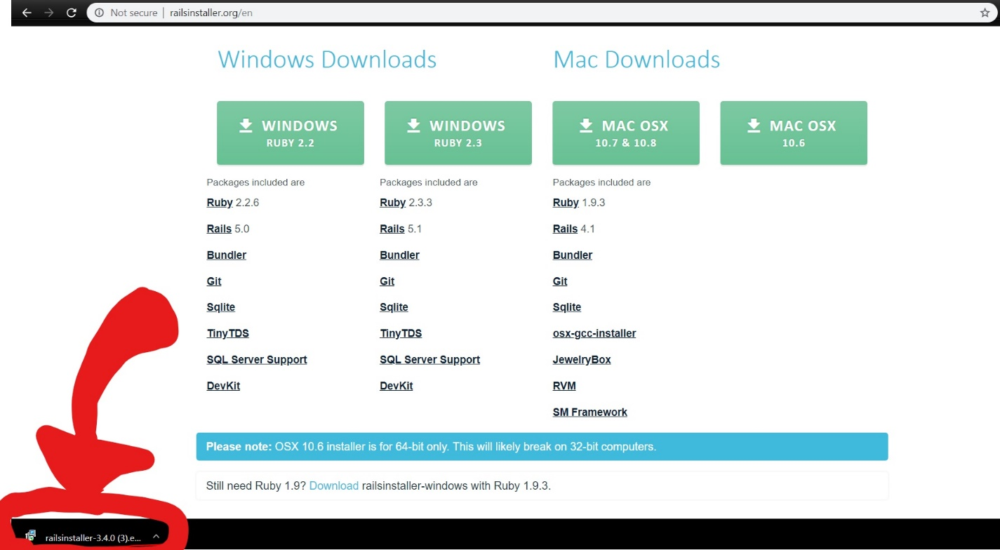 Not secure | railsinstaller.org/en
Windows Downloads
Mac Downloads
WINDOWS
RUBY 2.2
WINDOWS
RUBY 2.3
MAC OSX
10.7 & 10.8
MAC OSX
10.6
Packages included are
Ruby 2.2.6
Rails 5.0
Bundler
Git
Sqlite
TinyTDS
SQL Server Support
DevKit
Packages included are
Ruby 2.3.3
Rails 5.1
Bundler
Git
Sqlite
TinyTDS
SQL Server Support
DevKit
Packages included are
Ruby 1.9.3
Rails 4.1
Bundler
Git
Sqlite
osx-gcc-installer
JewelryBox
RVM
SM Framework
Please note: OSX 10.6 installer is for 64-bit only. This will likely break on 32-bit computers.
Still need Ruby 1.9? Download railsinstaller-windows with Ruby 1.9.3.
railsinstaller-3.4.0 (3).e...